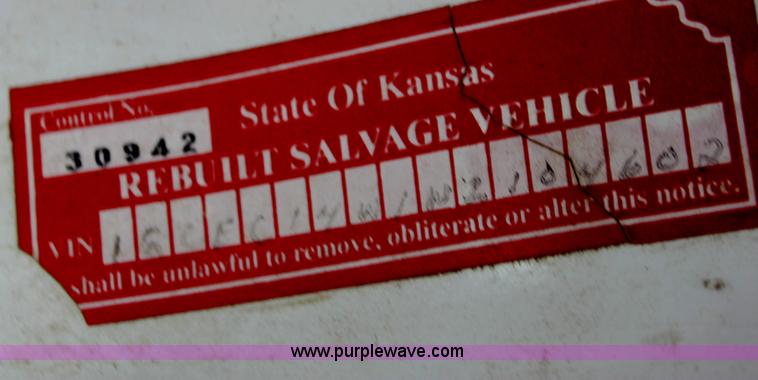 Control No.
30942
State Of Kansas
REBUILT SALVAGE VEHICLE
VIN
shall be unlawful to remove, obliterate or alter this notice.
www.purplewave.com